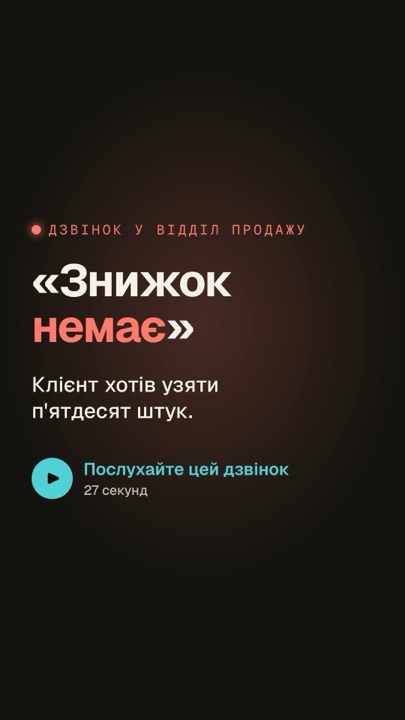 ДЗВІНОК У ВІДДІЛ ПРОДАЖУ
«Знижок
немає»
Клієнт хотів узяти
п'ятдесят штук.
Послухайте цей дзвінок
27 секунд